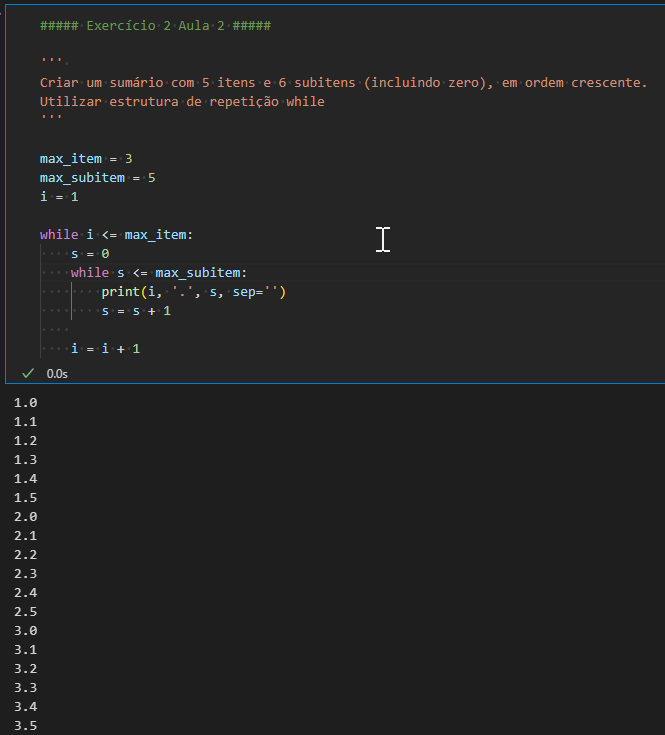 ##### Exercício 2 Aula 2 #####
'''
Criar um sumário com 5 itens e 6 subitens (incluindo zero), em ordem crescente.
Utilizar estrutura de repetição while
'''
max_item = 3
max_subitem = 5
i = 1
while i <= max_item:
    s = 0
    while s <= max_subitem:
        print(i, '.', s, sep='')
        s = s + 1
    i = i + 1
0.0s
1.0
1.1
1.2
1.3
1.4
1.5
2.0
2.1
2.2
2.3
2.4
2.5
3.0
3.1
3.2
3.3
3.4
3.5